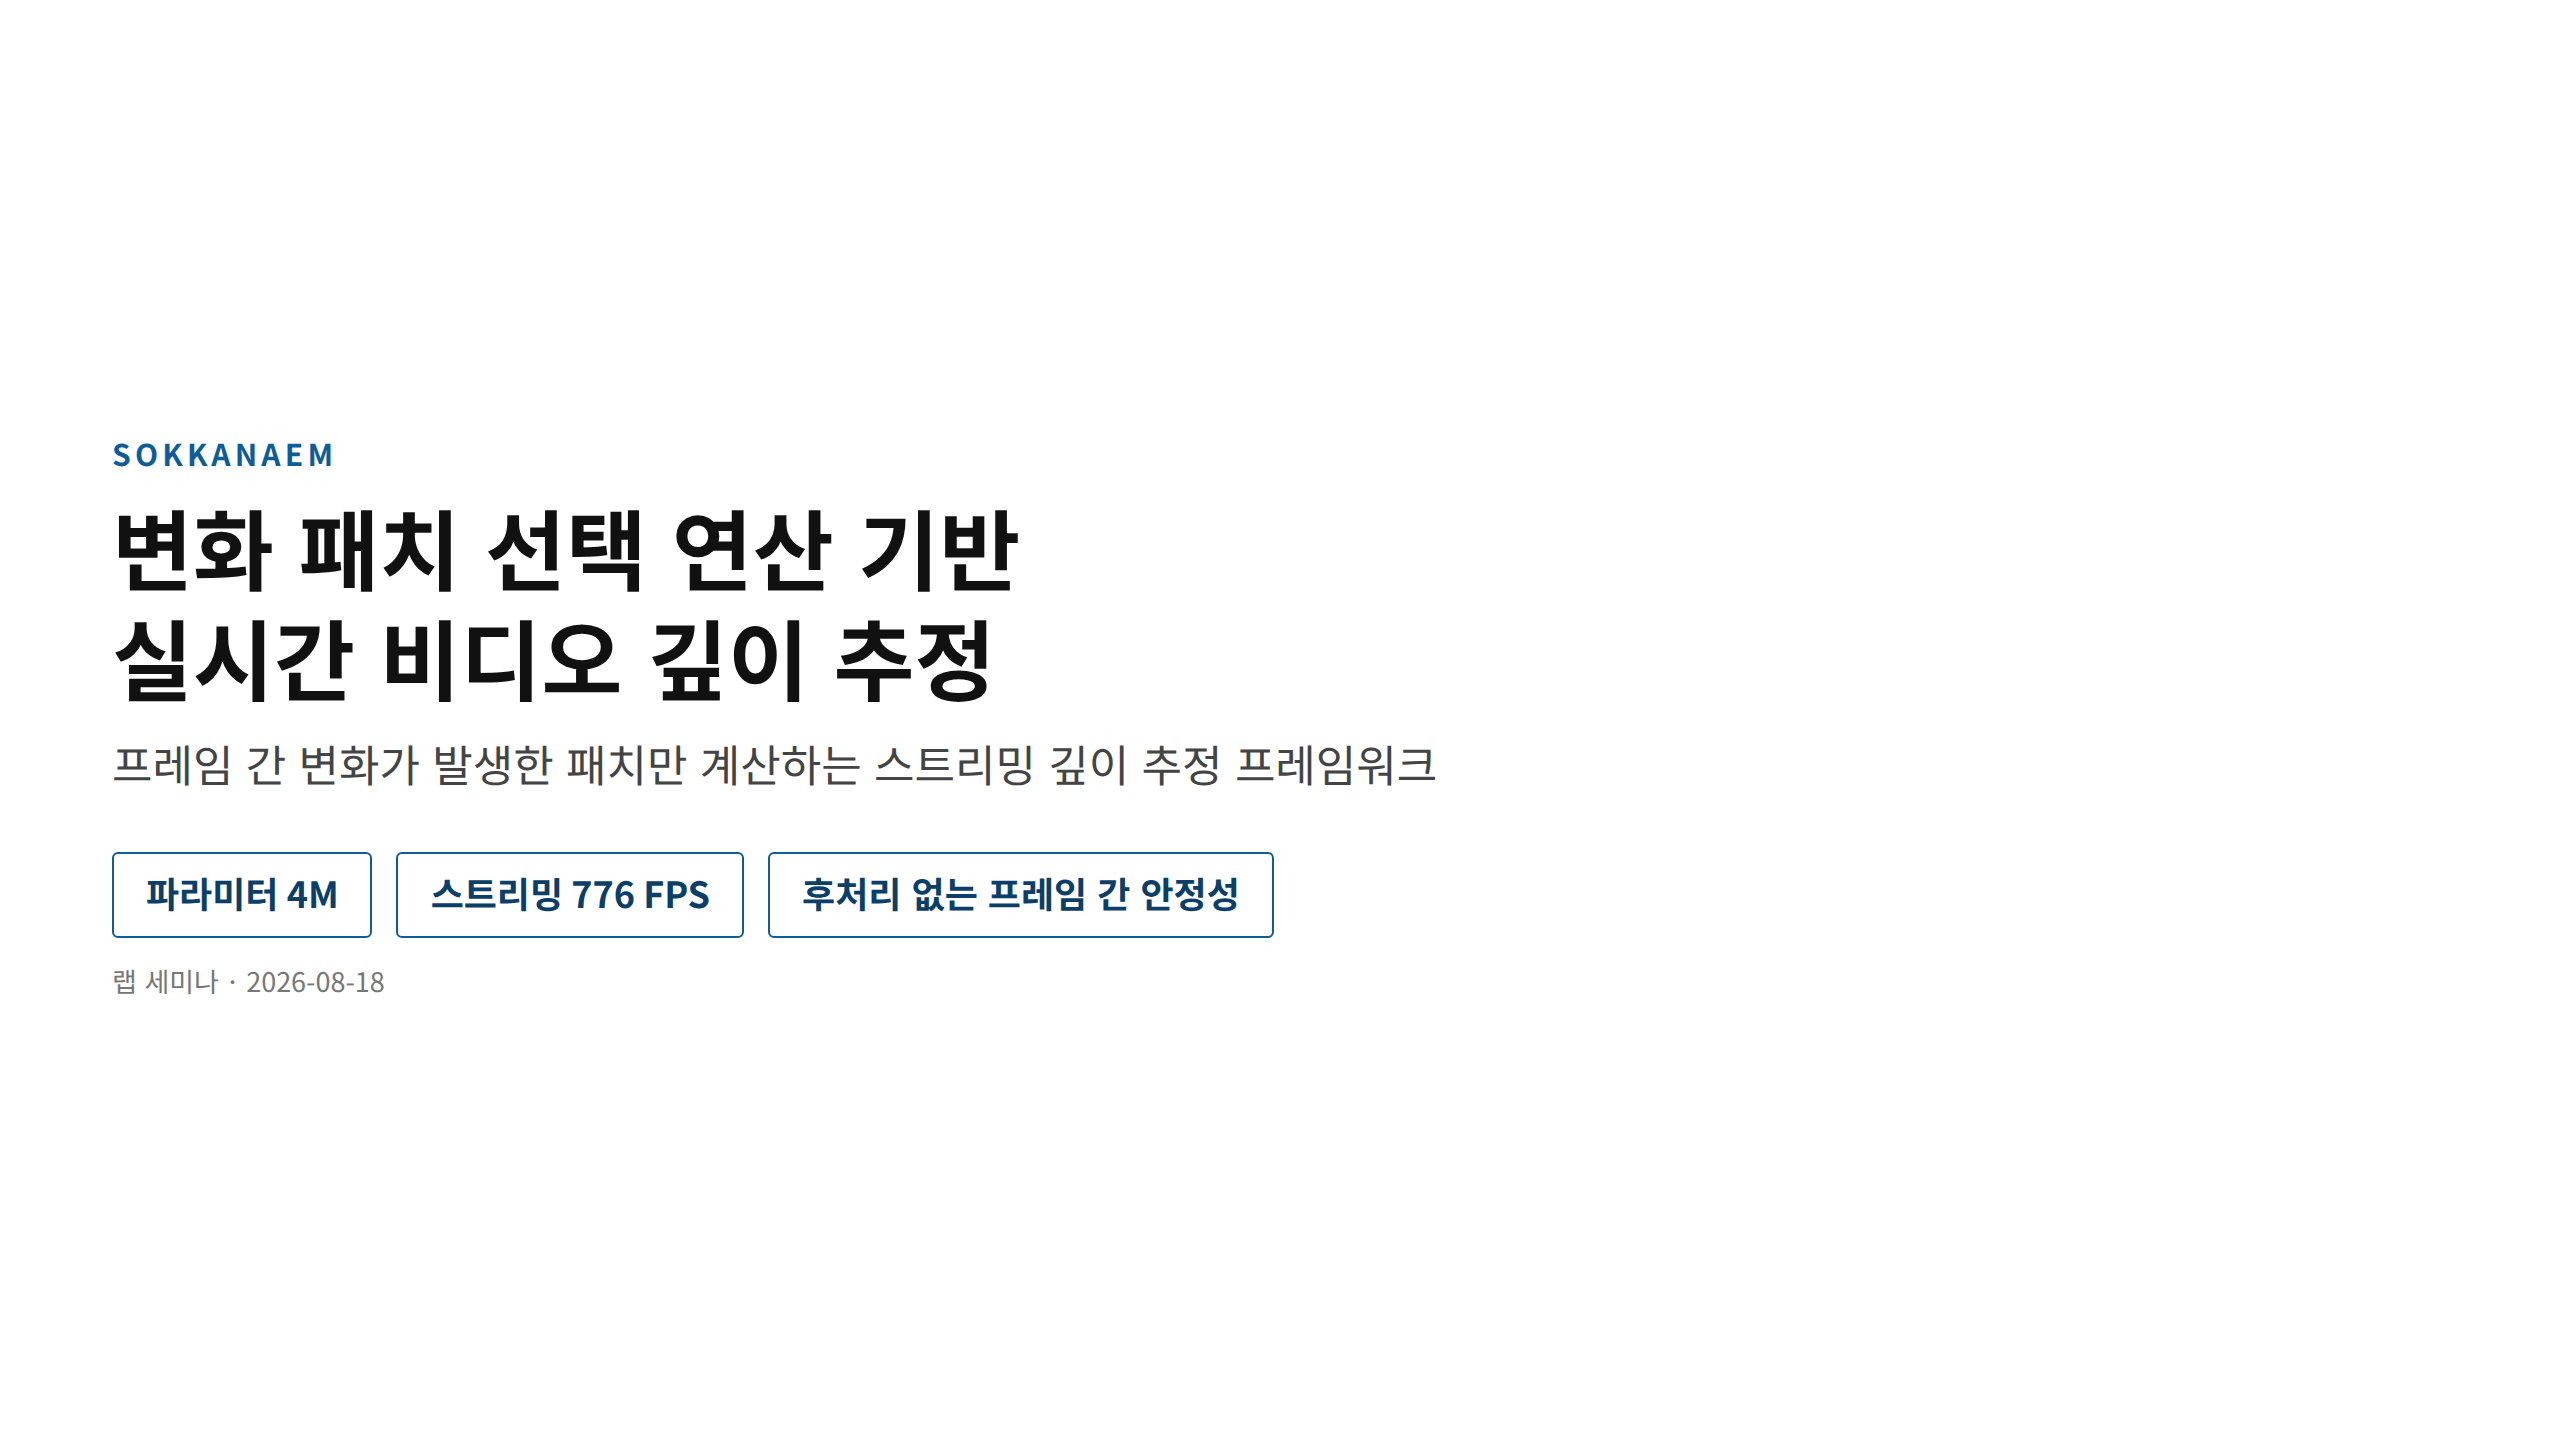 SOKKANAEM
변화 패치 선택 연산 기반
실시간 비디오 깊이 추정
프레임 간 변화가 발생한 패치만 계산하는 스트리밍 깊이 추정 프레임워크
파라미터 4M
스트리밍 776 FPS
후처리 없는 프레임 간 안정성
랩 세미나 · 2026-08-18